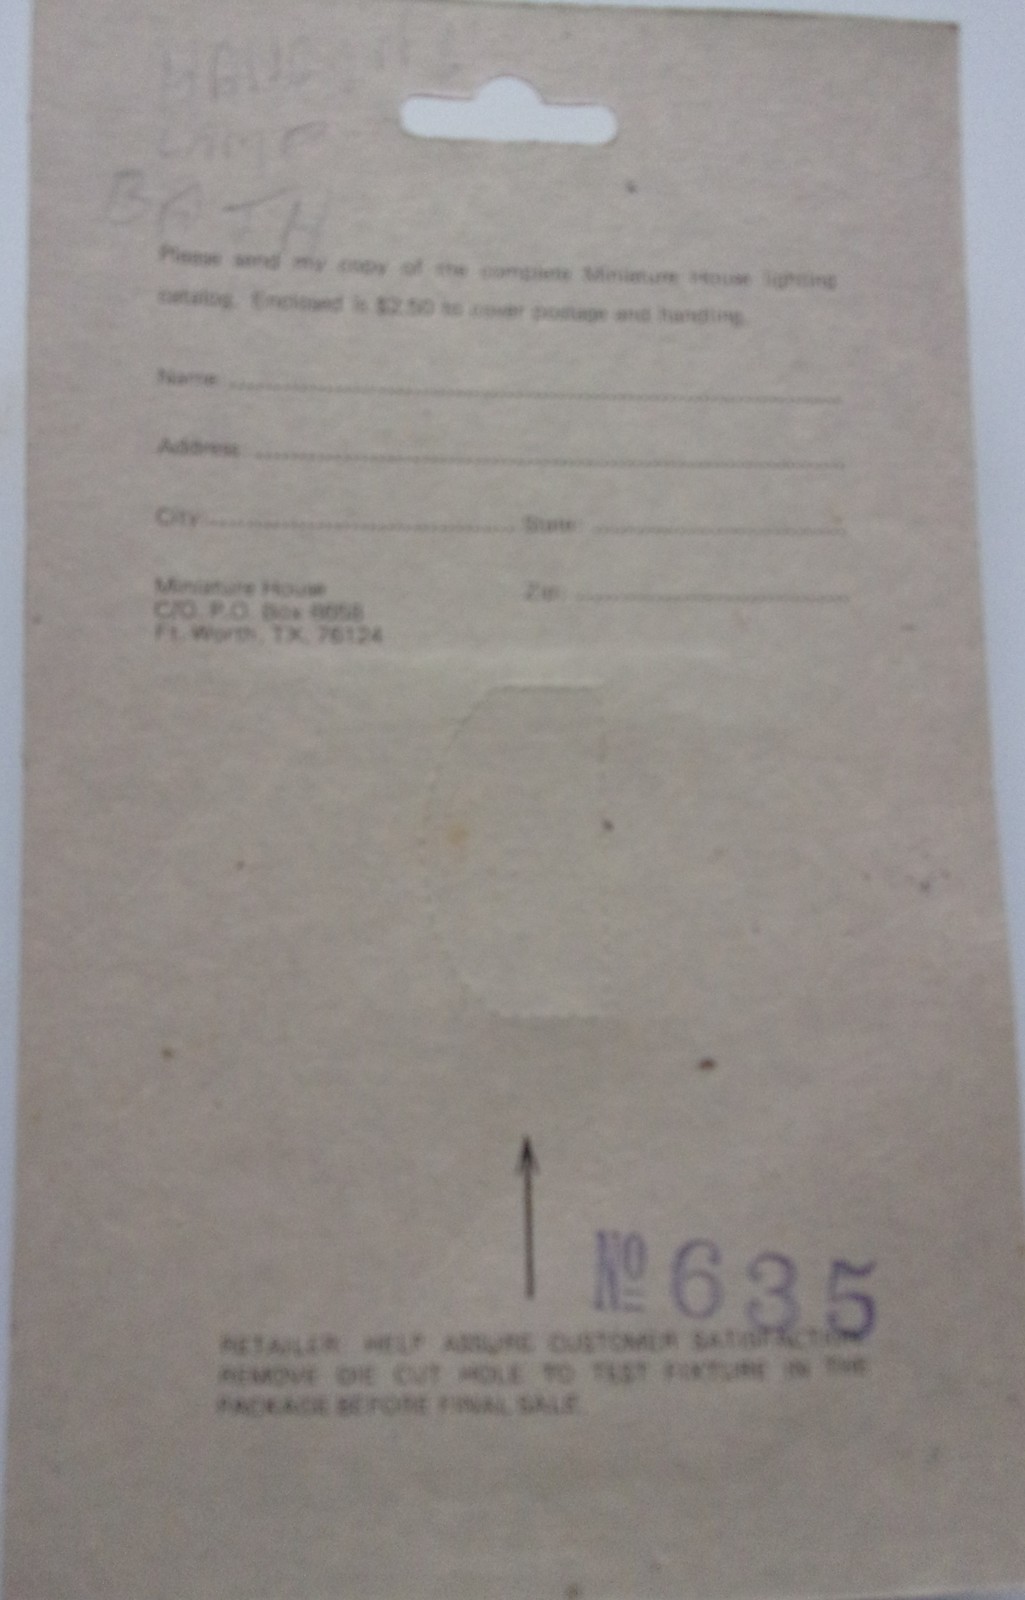 LAMP
BATH
Please send my copy of the complete Miniature House lighting
catalog. Enclosed is $2.50 to cover postage and handling.
Name
Address
City State:
Miniature House Zip:
C/O P.O. Box
Ft. Worth, TX, 76124
No 635
RETAILER: HELP ASSURE CUSTOMER SATISFACTION
REMOVE DIE CUT HOLE TO TEST FIXTURE IN THE
PACKAGE BEFORE FINAL SALE.